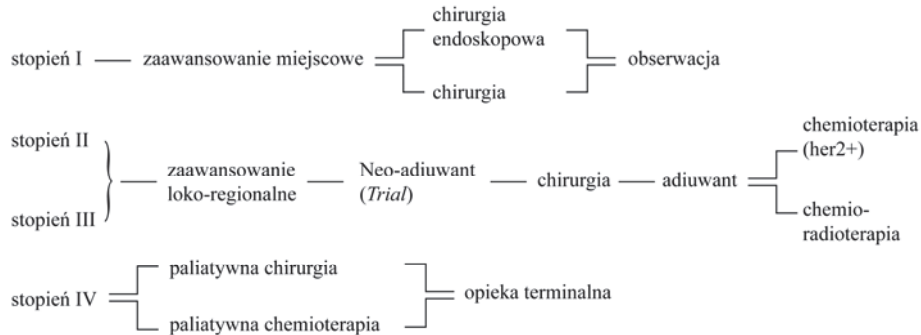 stopień I
zaawansowanie miejscowe
chirurgia
endoskopowa
chirurgia
obserwacja
stopień II
stopień III
zaawansowanie
loko-regionalne
Neo-adiuwant
(Trial)
chirurgia
adiuwant
chemioterapia
(her2+)
chemio-
radioterapia
stopień IV
paliatywna chirurgia
paliatywna chemioterapia
opieka terminalna